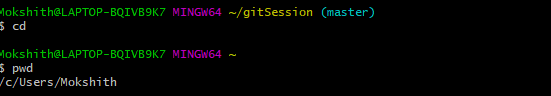 Mokshith@LAPTOP-BQIVB9K7 MINGW64 ~/gitSession (master)
$ cd
Mokshith@LAPTOP-BQIVB9K7 MINGW64 ~
$ pwd
/c/Users/Mokshith